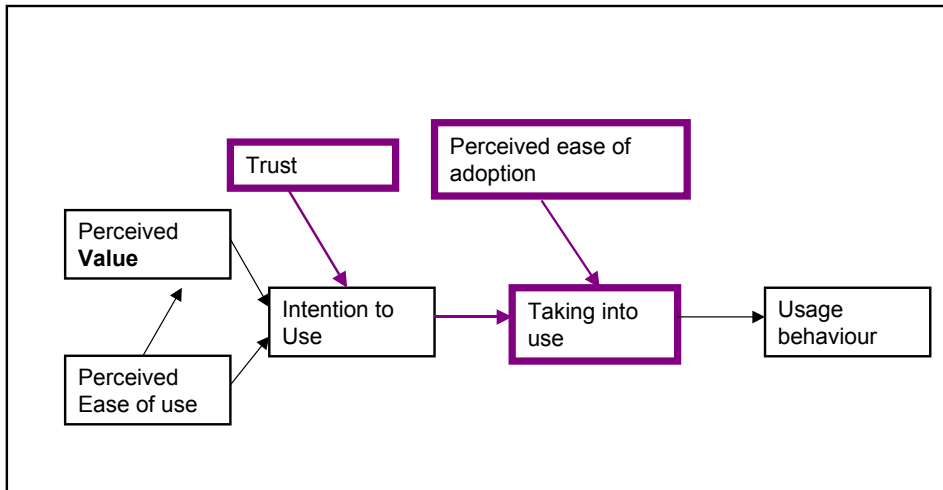 Trust
Perceived ease of
adoption
Perceived
Value
Intention to
Use
Taking into
use
Usage
behaviour
Perceived
Ease of use